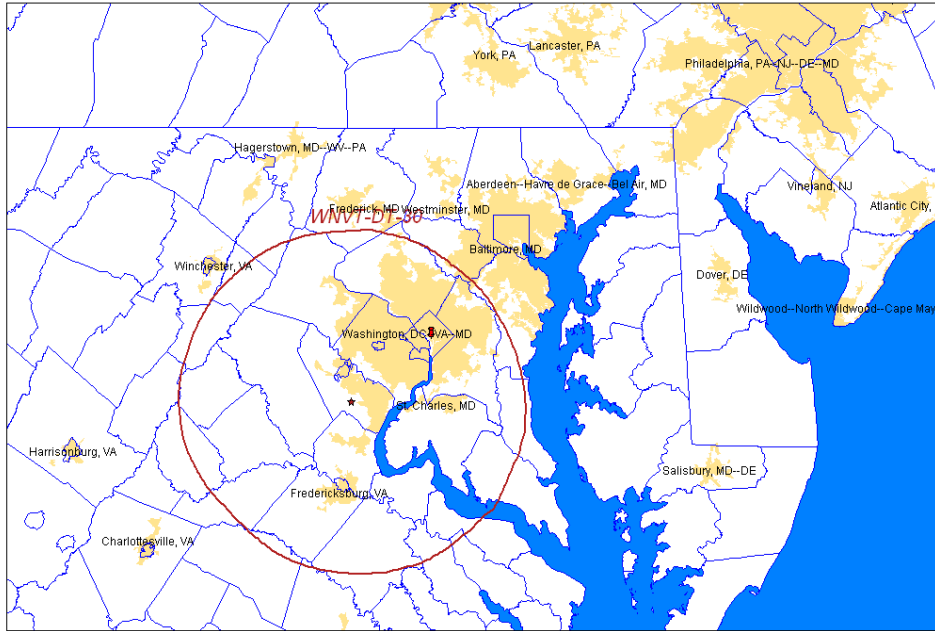 Lancaster, PA
York, PA
Philadelphia, PA--NJ--DE--MD
Hagerstown, MD--WV--PA
Aberdeen--Havre de Grace--Bel Air, MD
Vineland, NJ
Frederick, MD
Westminster, MD
Atlantic City,
WNVT-DT-30
Baltimore, MD
Winchester, VA
Dover, DE
Wildwood--North Wildwood--Cape May
Washington, DC--VA--MD
St. Charles, MD
Harrisonburg, VA
Salisbury, MD--DE
Fredericksburg, VA
Charlottesville, VA